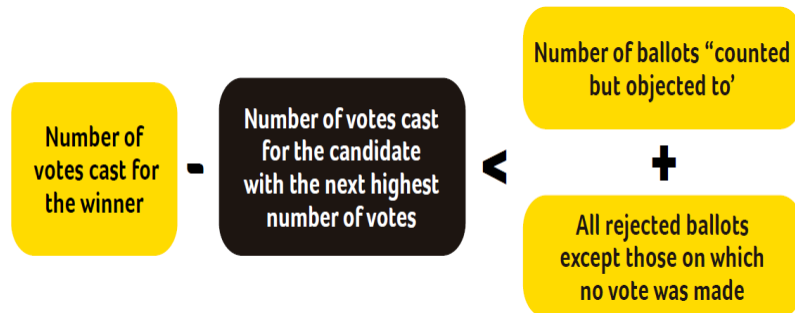 Number of
votes cast for
the winner
-
Number of votes cast
for the candidate
with the next highest
number of votes
<
Number of ballots “counted
but objected to’
+
All rejected ballots
except those on which
no vote was made